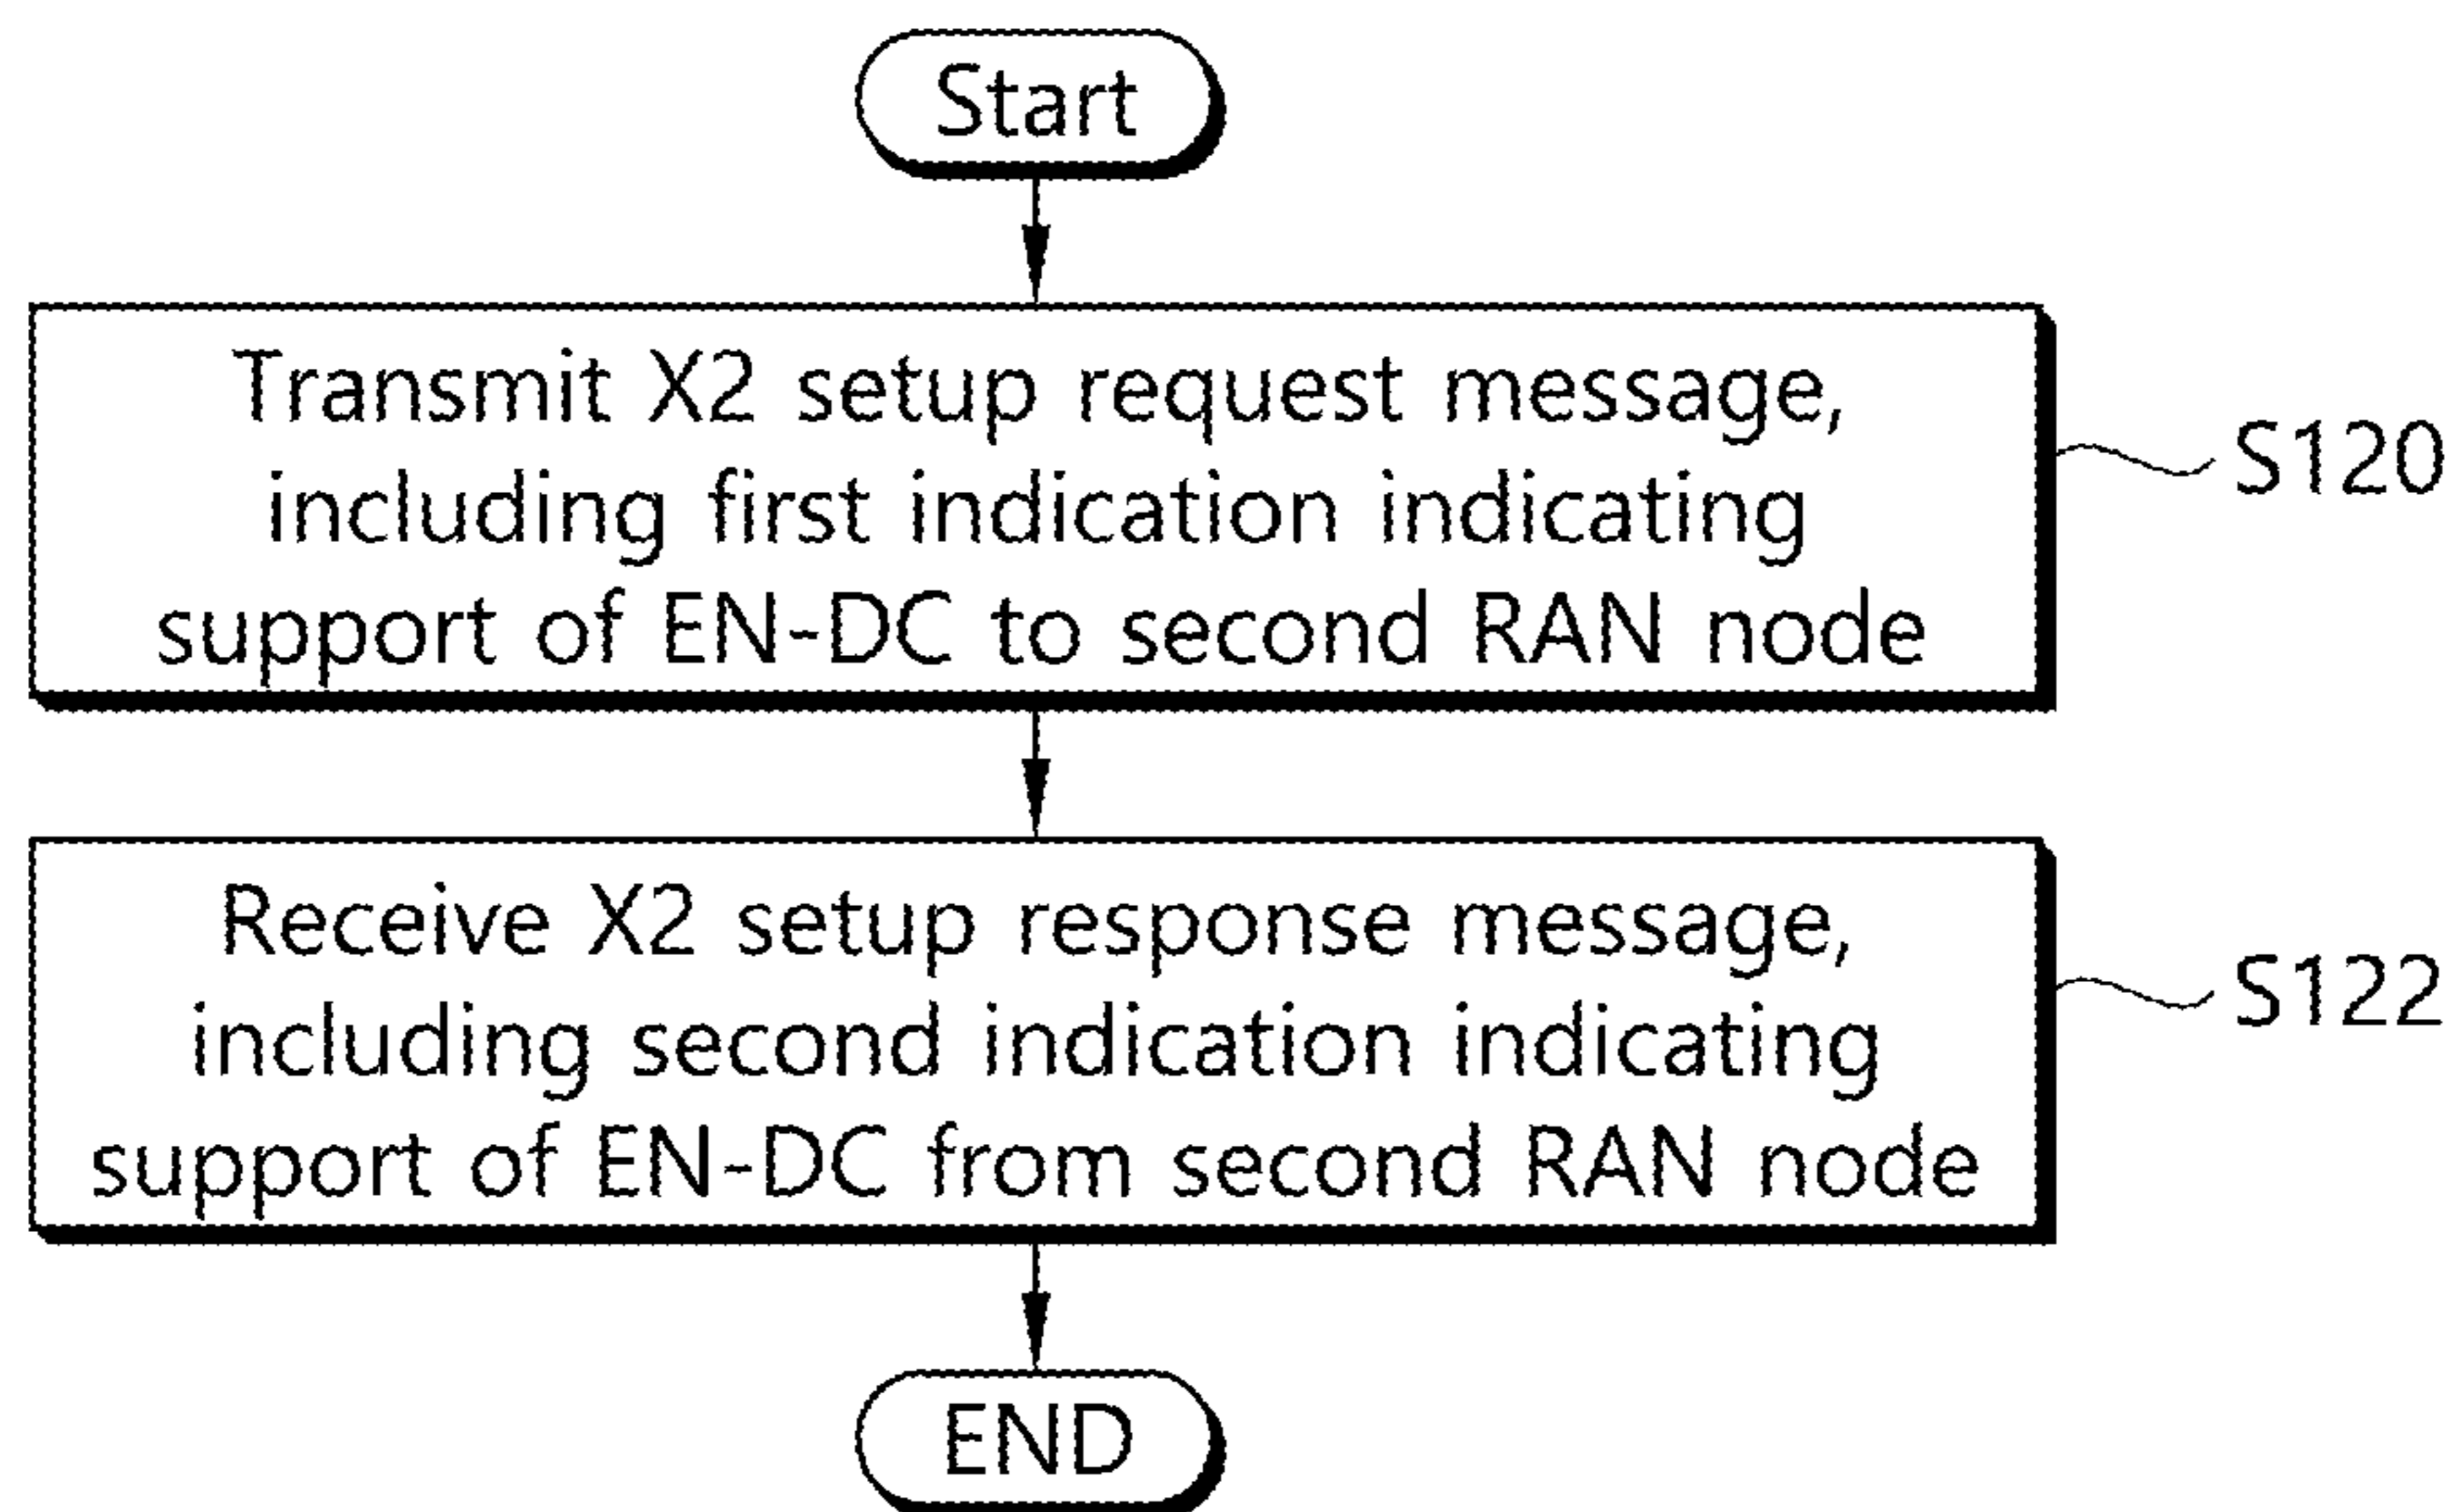 Start
Transmit X2 setup request message,
including first indication indicating
support of EN-DC to second RAN node
S120
Receive X2 setup response message,
including second indication indicating
support of EN-DC from second RAN node
S122
END